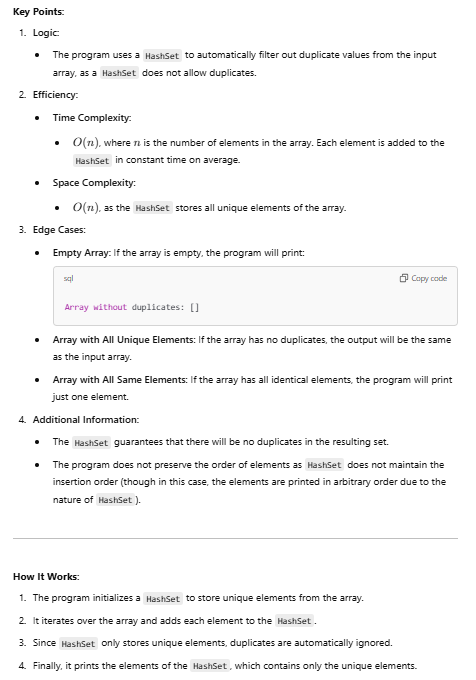 Key Points:
1. Logic:
• The program uses a HashSet to automatically filter out duplicate values from the input
array, as a HashSet does not allow duplicates.
2. Efficiency:
• Time Complexity:
• O(n), where n is the number of elements in the array. Each element is added to the
HashSet in constant time on average.
• Space Complexity:
• O(n), as the HashSet stores all unique elements of the array.
3. Edge Cases:
• Empty Array: If the array is empty, the program will print:
sql Copy code
Array without duplicates: []
• Array with All Unique Elements: If the array has no duplicates, the output will be the same
as the input array.
• Array with All Same Elements: If the array has all identical elements, the program will print
just one element.
4. Additional Information:
• The HashSet guarantees that there will be no duplicates in the resulting set.
• The program does not preserve the order of elements as HashSet does not maintain the
insertion order (though in this case, the elements are printed in arbitrary order due to the
nature of HashSet ).
How It Works:
1. The program initializes a HashSet to store unique elements from the array.
2. It iterates over the array and adds each element to the HashSet .
3. Since HashSet only stores unique elements, duplicates are automatically ignored.
4. Finally, it prints the elements of the HashSet , which contains only the unique elements.